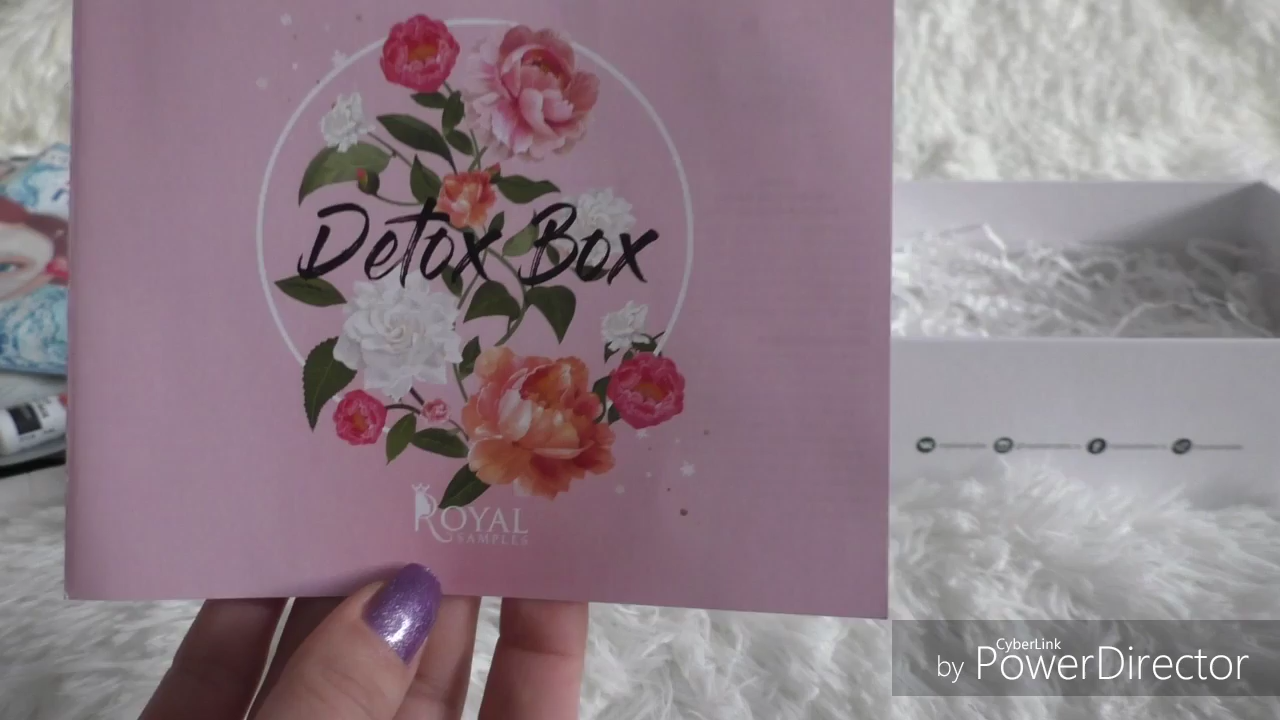 Detox Box
ROYAL
SAMPLES
CyberLink
by PowerDirector